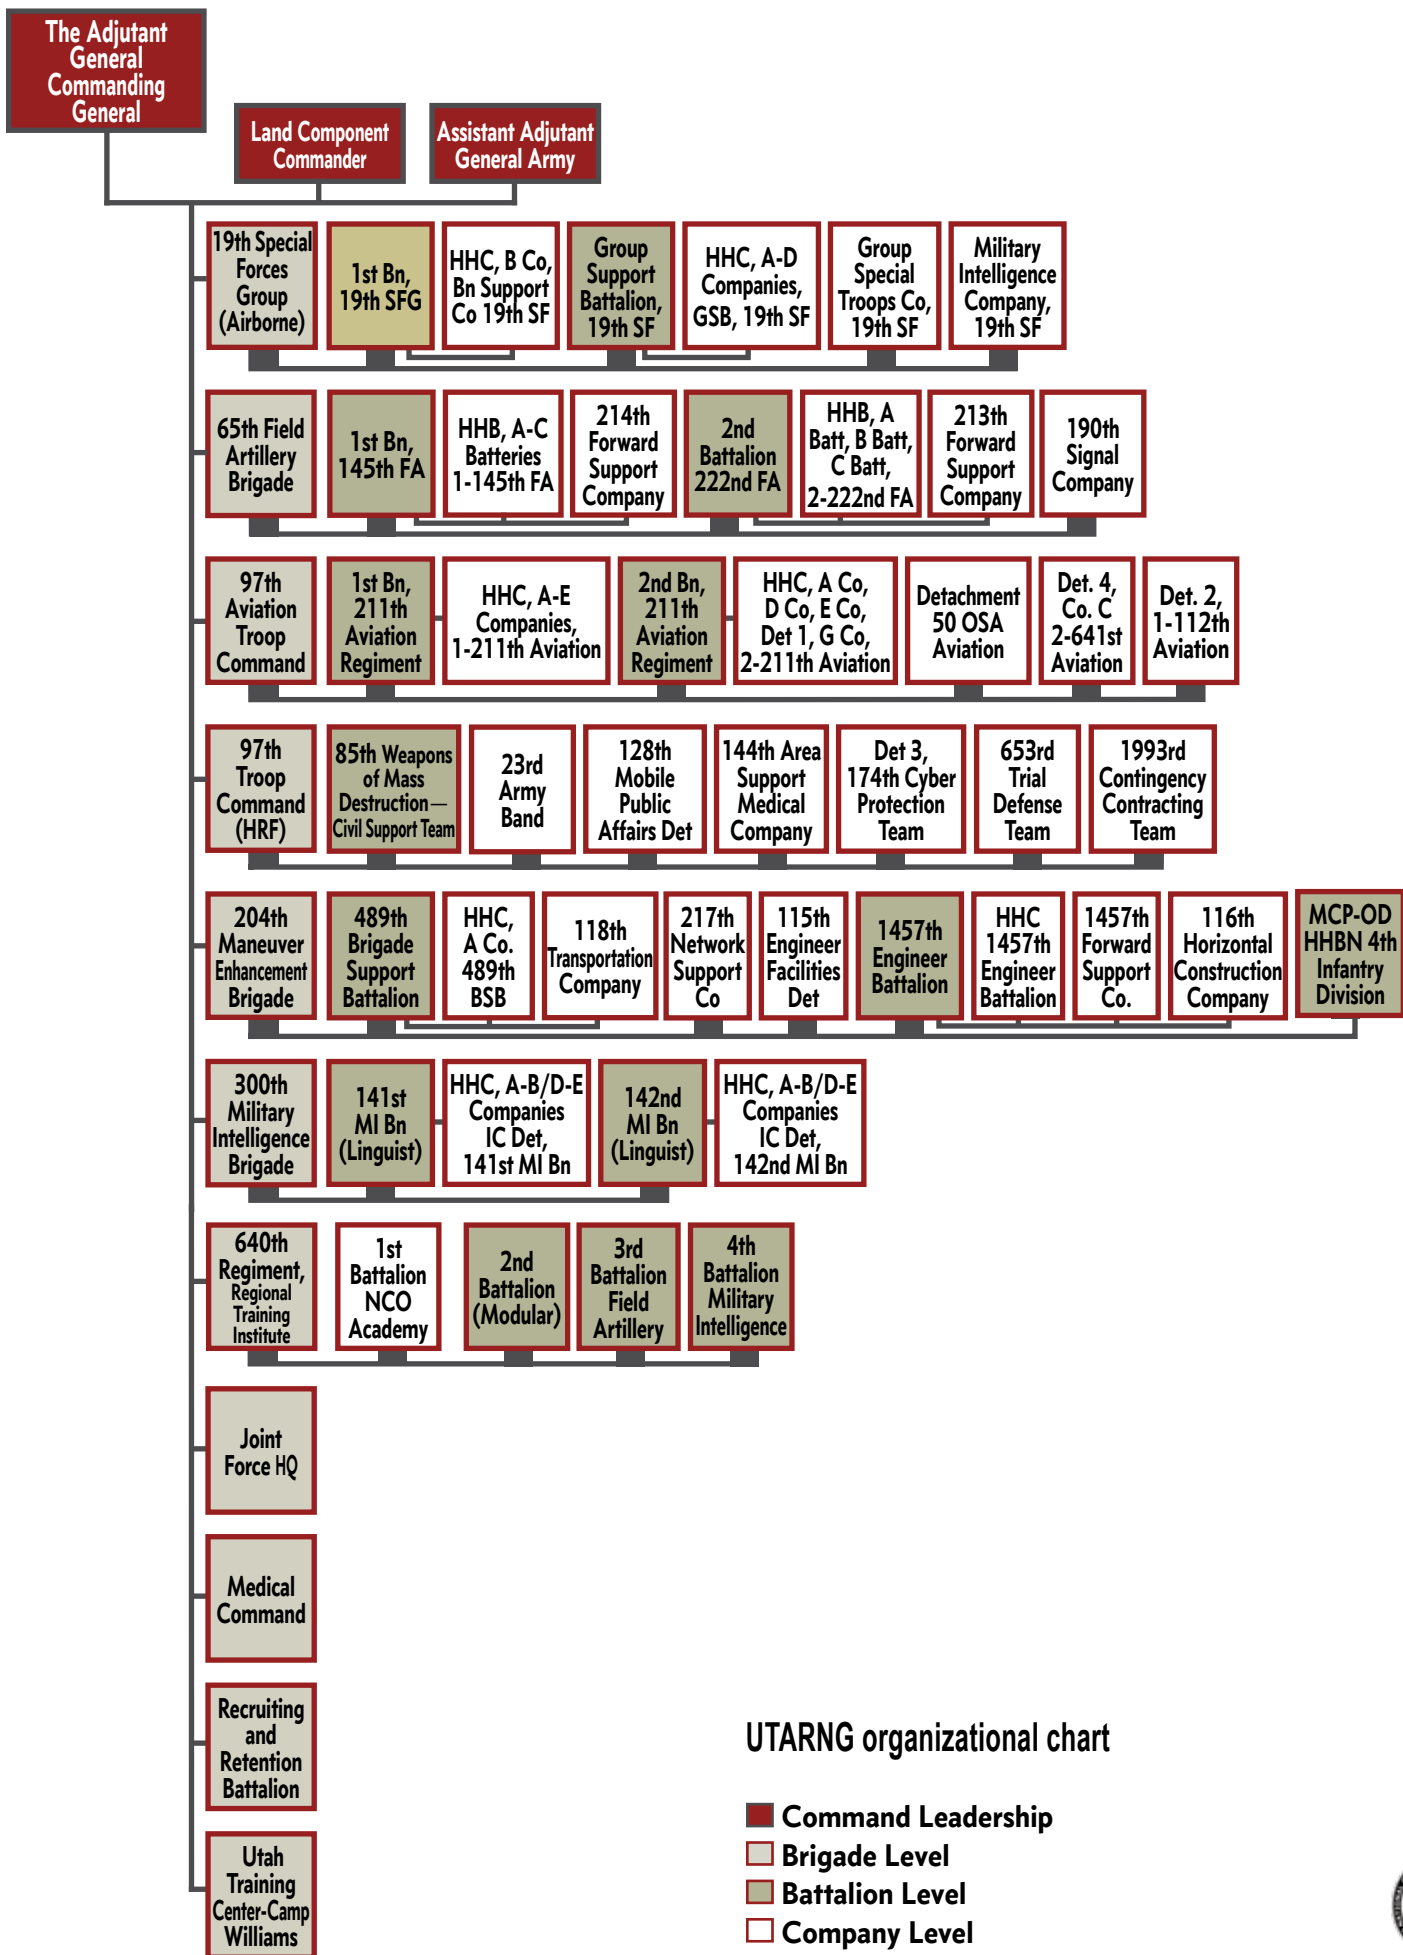 The Adjutant
General
Commanding
General
Land Component
Commander
Assistant Adjutant
General Army
19th Special
Forces
Group
(Airborne)
1st Bn,
19th SFG
HHC, B Co,
Bn Support
Co 19th SF
Group
Support
Battalion,
19th SF
HHC, A-D
Companies,
GSB, 19th SF
Group
Special
Troops Co,
19th SF
Military
Intelligence
Company,
19th SF
65th Field
Artillery
Brigade
1st Bn,
145th FA
HHB, A-C
Batteries
1-145th FA
214th
Forward
Support
Company
2nd
Battalion
222nd FA
HHB, A
Batt, B Batt,
C Batt,
2-222nd FA
213th
Forward
Support
Company
190th
Signal
Company
97th
Aviation
Troop
Command
1st Bn,
211th
Aviation
Regiment
HHC, A-E
Companies,
1-211th Aviation
2nd Bn,
211th
Aviation
Regiment
HHC, A Co,
D Co, E Co,
Det 1, G Co,
2-211th Aviation
Detachment
50 OSA
Aviation
Det. 4,
Co. C
2-641st
Aviation
Det. 2,
1-112th
Aviation
97th
Troop
Command
(HRF)
85th Weapons
of Mass
Destruction—
Civil Support Team
23rd
Army
Band
128th
Mobile
Public
Affairs Det
144th Area
Support
Medical
Company
Det 3,
174th Cyber
Protection
Team
653rd
Trial
Defense
Team
1993rd
Contingency
Contracting
Team
204th
Maneuver
Enhancement
Brigade
489th
Brigade
Support
Battalion
HHC,
A Co.
489th
BSB
118th
Transportation
Company
217th
Network
Support
Co
115th
Engineer
Facilities
Det
1457th
Engineer
Battalion
HHC
1457th
Engineer
Battalion
1457th
Forward
Support
Co.
116th
Horizontal
Construction
Company
MCP-OD
HHBN 4th
Infantry
Division
300th
Military
Intelligence
Brigade
141st
MI Bn
(Linguist)
HHC, A-B/D-E
Companies
IC Det,
141st MI Bn
142nd
MI Bn
(Linguist)
HHC, A-B/D-E
Companies
IC Det,
142nd MI Bn
640th
Regiment,
Regional
Training
Institute
1st
Battalion
NCO
Academy
2nd
Battalion
(Modular)
3rd
Battalion
Field
Artillery
4th
Battalion
Military
Intelligence
Joint
Force HQ
Medical
Command
Recruiting
and
Retention
Battalion
Utah
Training
Center-Camp
Williams
UTARNG organizational chart
Command Leadership
Brigade Level
Battalion Level
Company Level